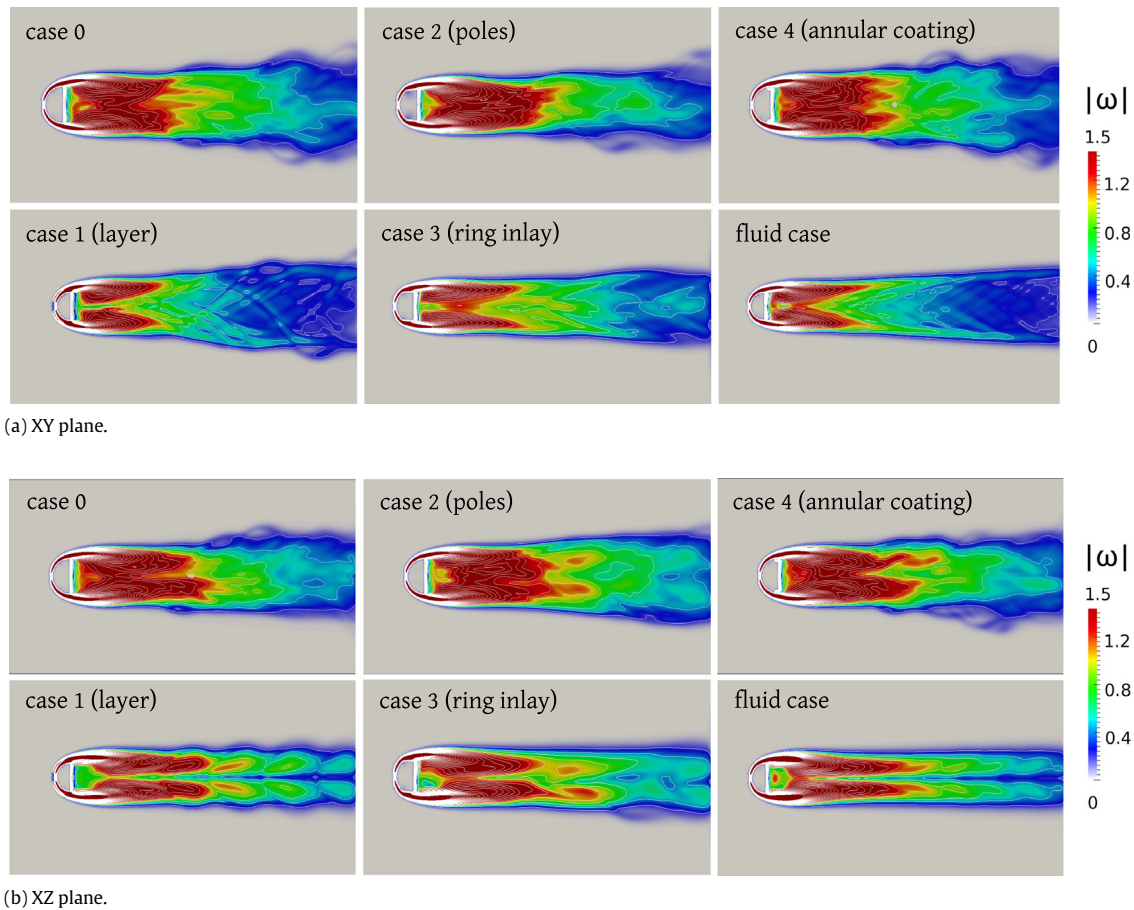 case 0
case 2 (poles)
case 4 (annular coating)
|ω|
1.5
1.2
0.8
0.4
0
case 1 (layer)
case 3 (ring inlay)
fluid case
(a) XY plane.
case 0
case 2 (poles)
case 4 (annular coating)
|ω|
1.5
1.2
0.8
0.4
0
case 1 (layer)
case 3 (ring inlay)
fluid case
(b) XZ plane.